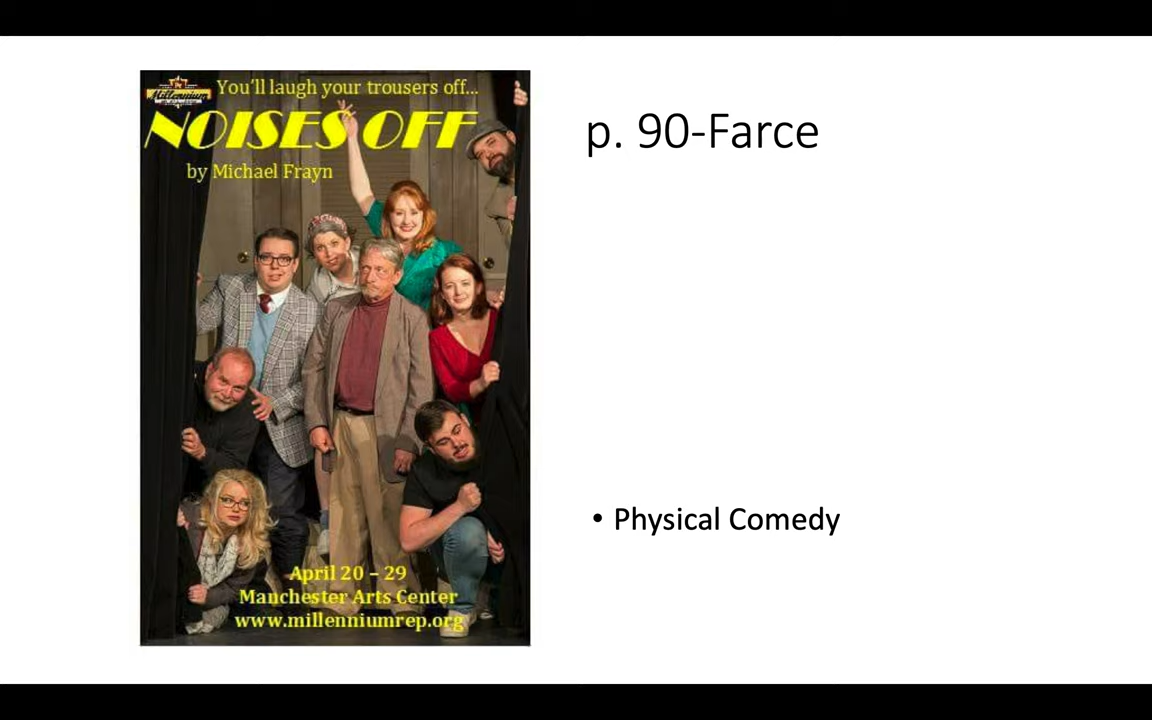 You'll laugh your trousers off...
Millennium
NOISES OFF
by Michael Frayn
April 20 – 29
Manchester Arts Center
www.millenniumrep.org
p. 90-Farce
• Physical Comedy